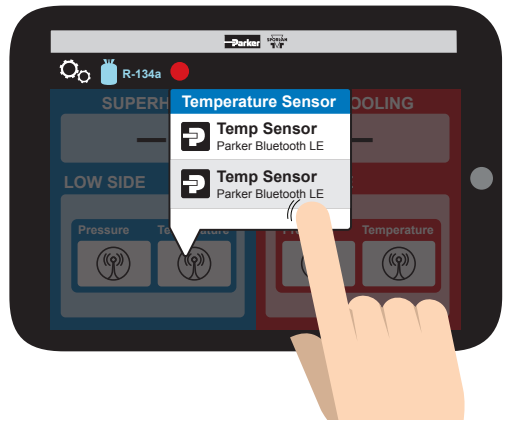 Parker SPORLAN
R-134a
SUPERH OOLING
Temperature Sensor
Temp Sensor
Parker Bluetooth LE
Temp Sensor
Parker Bluetooth LE
LOW SIDE
Pressure
Temperature